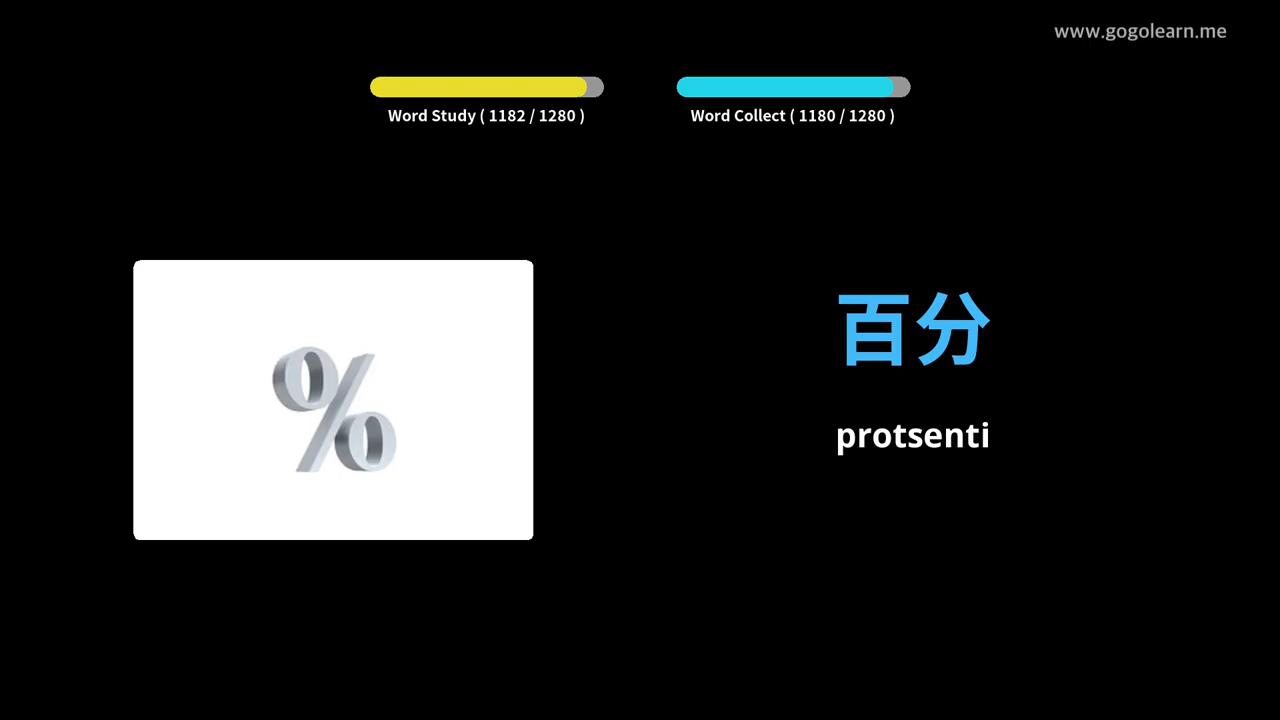 www.gogolearn.me
Word Study ( 1182 / 1280 )
Word Collect ( 1180 / 1280 )
%
百分
protsenti